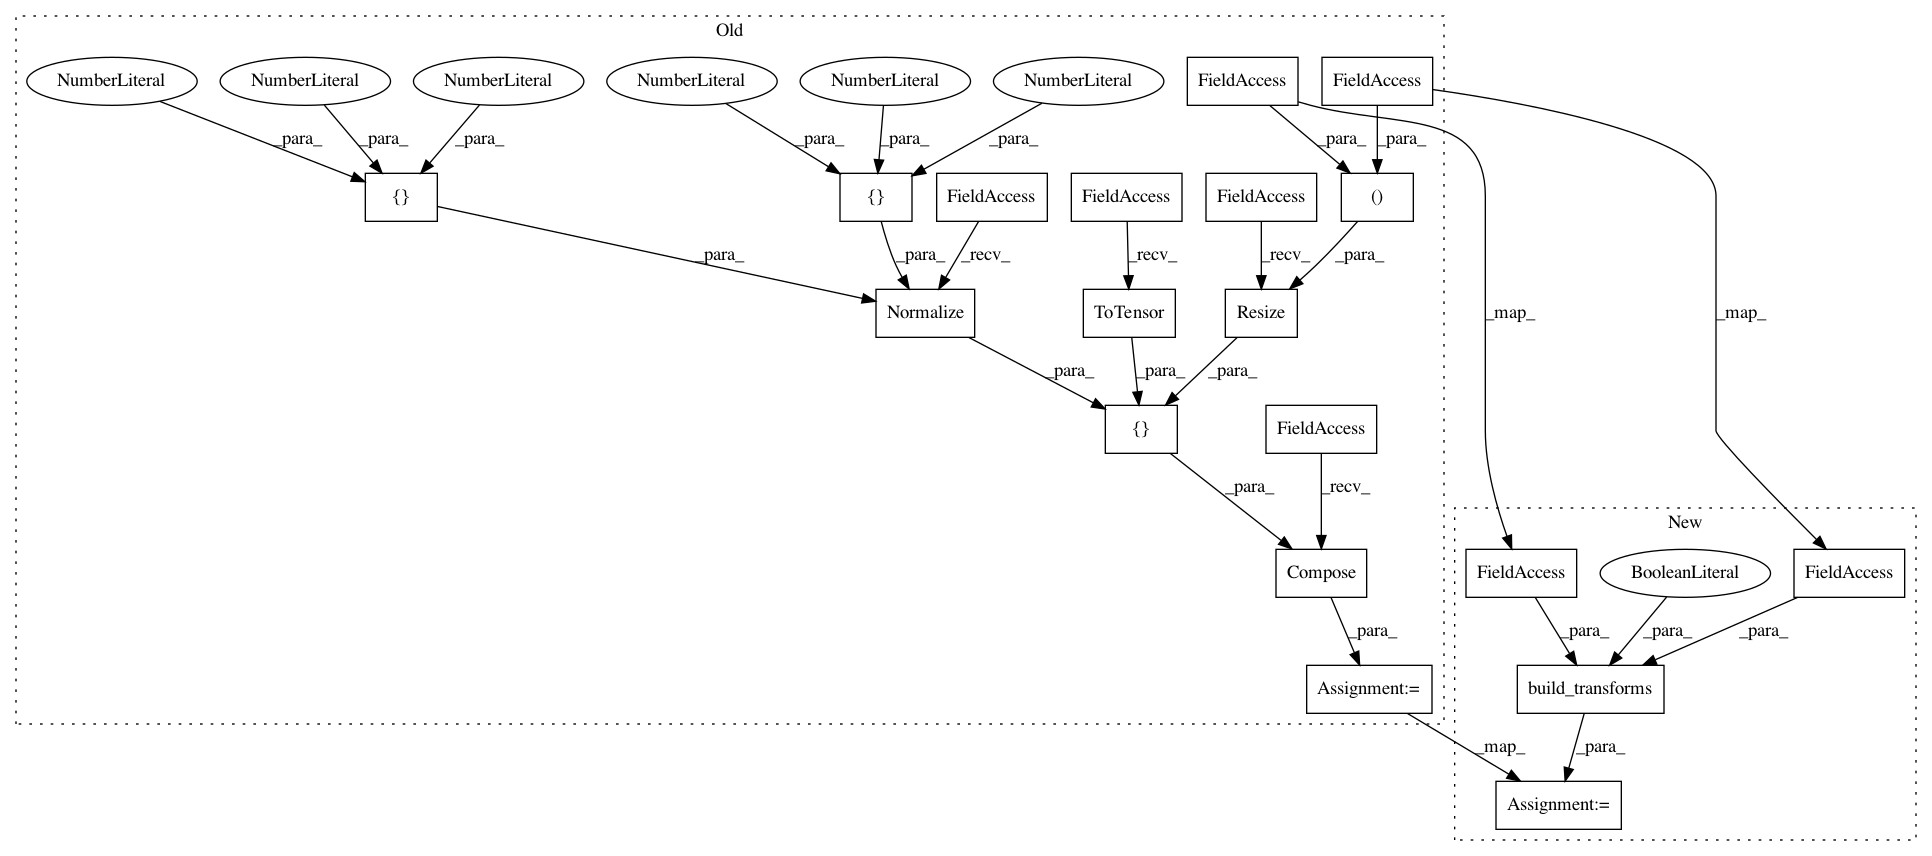 Old
NumberLiteral NumberLiteral NumberLiteral NumberLiteral NumberLiteral NumberLiteral FieldAccess FieldAccess
_para_ _para_ _para_ _para_ _para_ _para_ _para_ _para_
{} {} FieldAccess FieldAccess FieldAccess ()
_para_ _para_ _recv_ _recv_ _recv_ _para_
Normalize ToTensor Resize _map_ _map_
_para_ _para_ _para_
{} FieldAccess
_para_ _recv_
New
Compose FieldAccess BooleanLiteral FieldAccess
_para_ _para_ _para_ _para_
Assignment:= build_transforms
_map_ _para_
Assignment:=